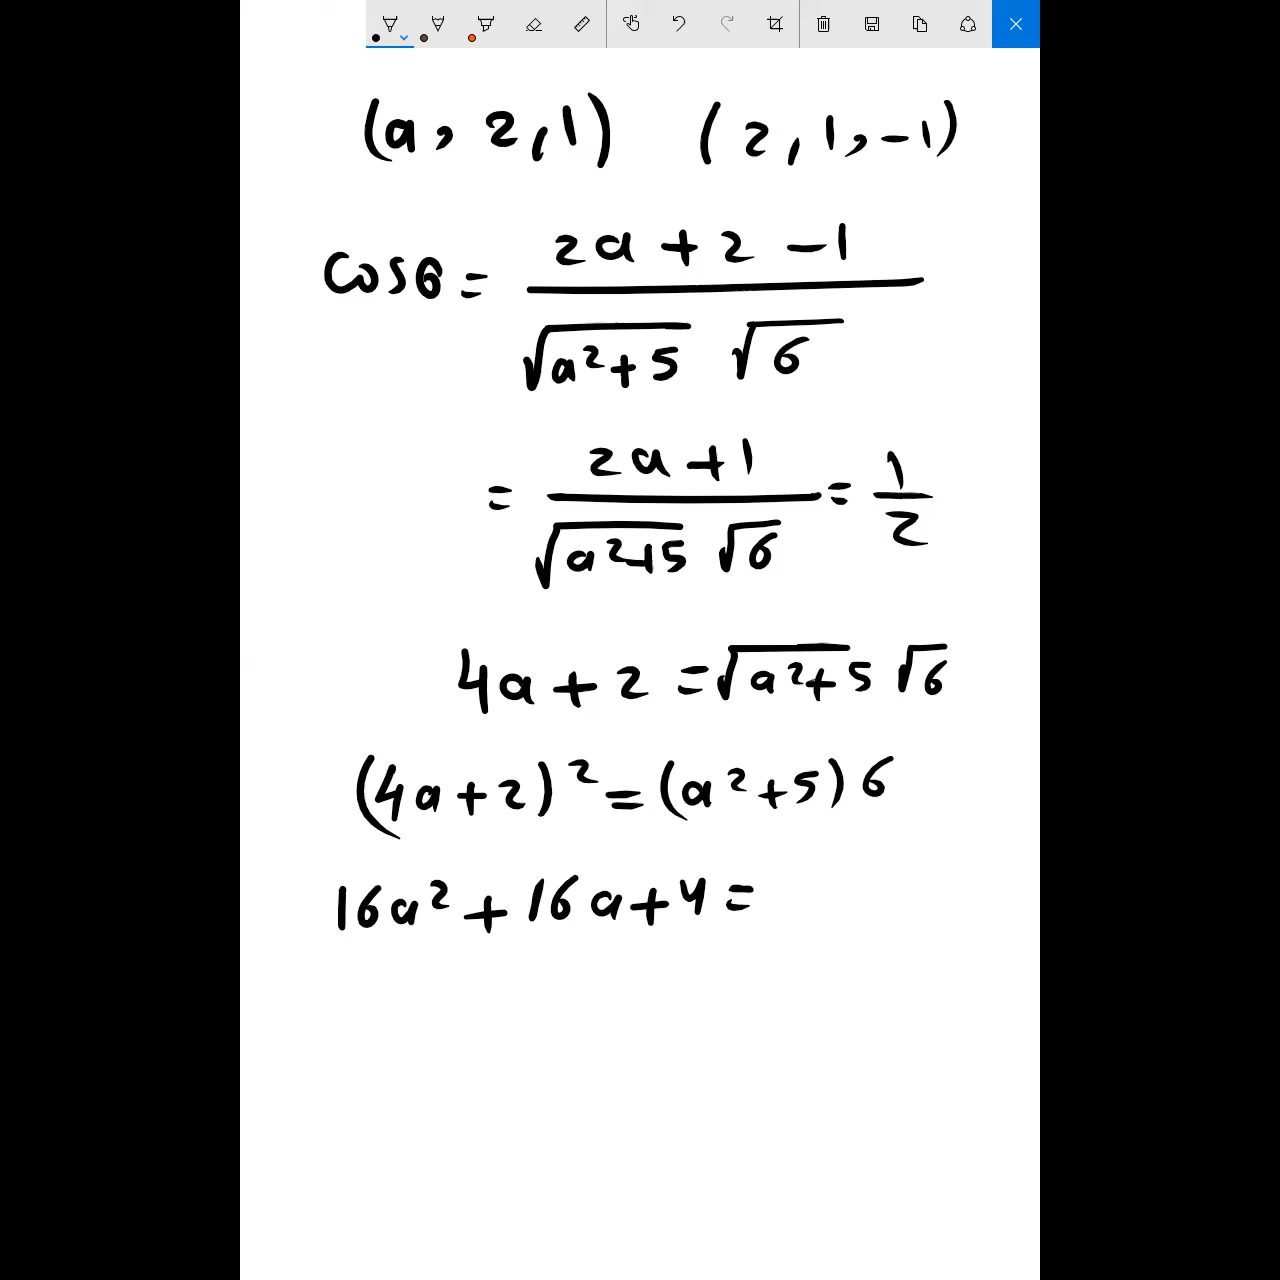 (a, 2, 1) (2, 1, -1)
cosθ = (2a + 2 - 1) / (√(a²+5) √6)
= (2a + 1) / (√(a²+5) √6) = 1/2
4a + 2 = √(a²+5) √6
(4a + 2)² = (a² + 5) 6
16a² + 16a + 4 =